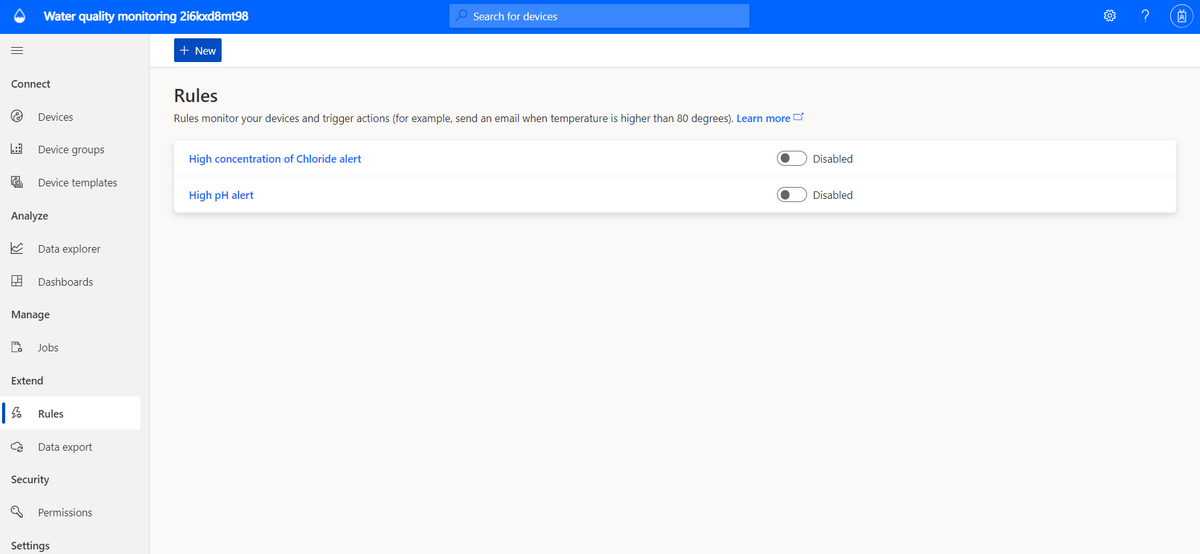 Water quality monitoring 2i6kxd8mt98
Search for devices
?
+ New
Connect
Devices
Device groups
Device templates
Analyze
Data explorer
Dashboards
Manage
Jobs
Extend
Rules
Data export
Security
Permissions
Settings
Rules
Rules monitor your devices and trigger actions (for example, send an email when temperature is higher than 80 degrees). Learn more
High concentration of Chloride alert
Disabled
High pH alert
Disabled